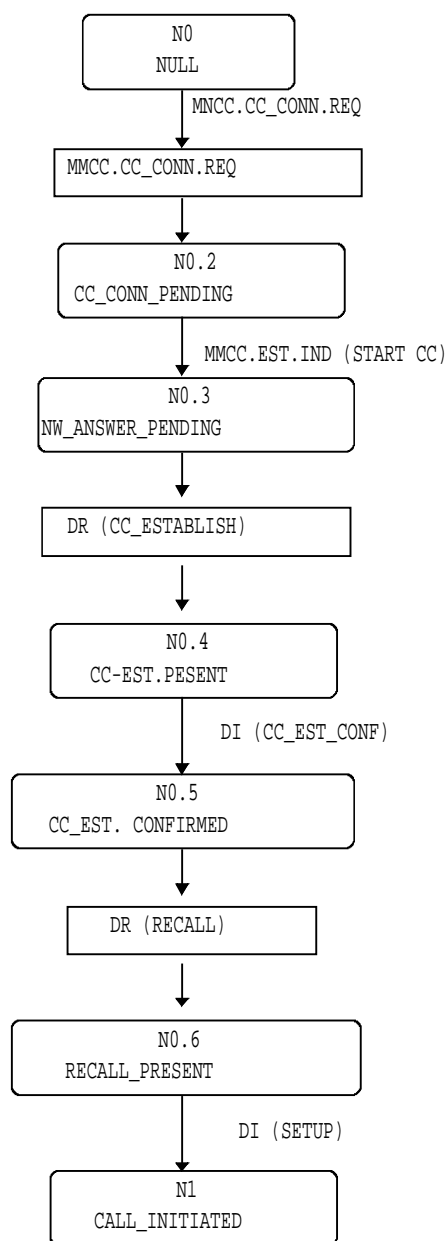 N0
NULL
MNCC.CC_CONN.REQ
MMCC.CC_CONN.REQ
N0.2
CC_CONN_PENDING
MMCC.EST.IND (START CC)
N0.3
NW_ANSWER_PENDING
DR (CC_ESTABLISH)
N0.4
CC-EST.PESENT
DI (CC_EST_CONF)
N0.5
CC_EST. CONFIRMED
DR (RECALL)
N0.6
RECALL_PRESENT
DI (SETUP)
N1
CALL_INITIATED